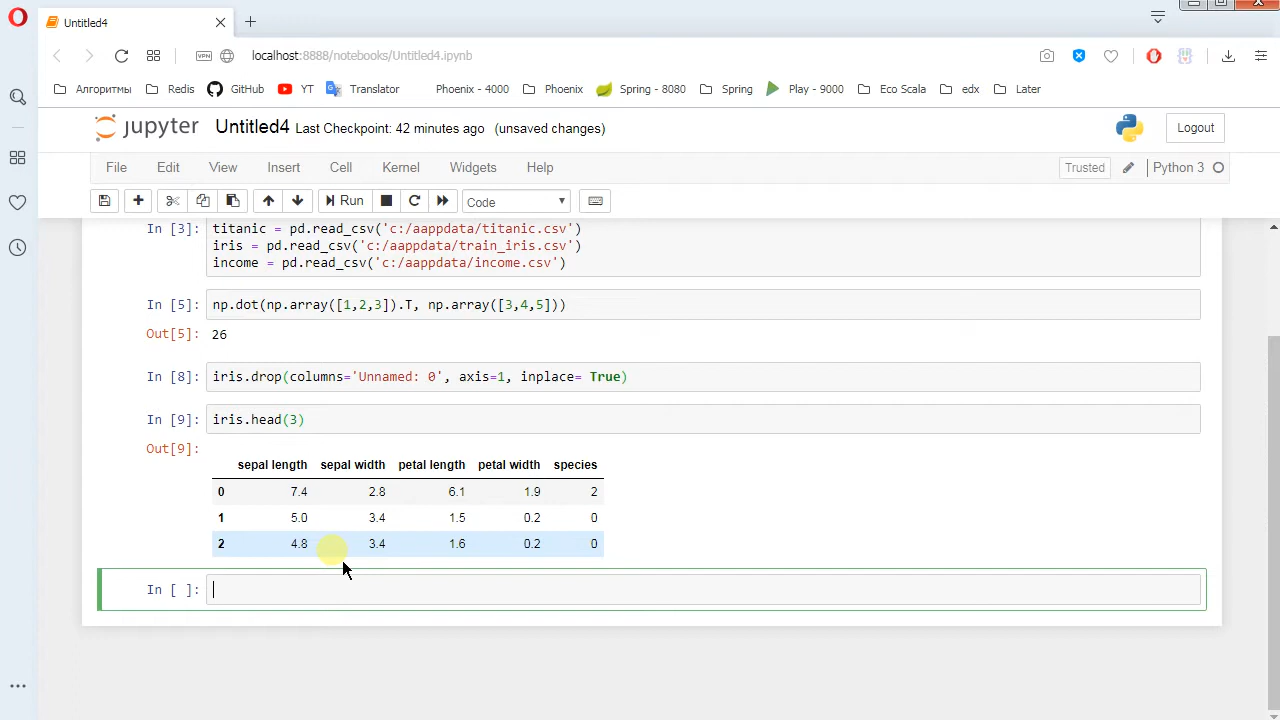 Untitled4
VPN localhost:8888/notebooks/Untitled4.ipynb
Алгоритмы Redis GitHub YT Translator Phoenix - 4000 Phoenix Spring - 8080 Spring Play - 9000 Eco Scala edx Later
jupyter Untitled4 Last Checkpoint: 42 minutes ago (unsaved changes) Logout
File Edit View Insert Cell Kernel Widgets Help Trusted Python 3
Run Code
In [3]: titanic = pd.read_csv('c:/aappdata/titanic.csv')
iris = pd.read_csv('c:/aappdata/train_iris.csv')
income = pd.read_csv('c:/aappdata/income.csv')
In [5]: np.dot(np.array([1,2,3]).T, np.array([3,4,5]))
Out[5]: 26
In [8]: iris.drop(columns='Unnamed: 0', axis=1, inplace= True)
In [9]: iris.head(3)
Out[9]:
sepal length sepal width petal length petal width species
0 7.4 2.8 6.1 1.9 2
1 5.0 3.4 1.5 0.2 0
2 4.8 3.4 1.6 0.2 0
In [ ]: